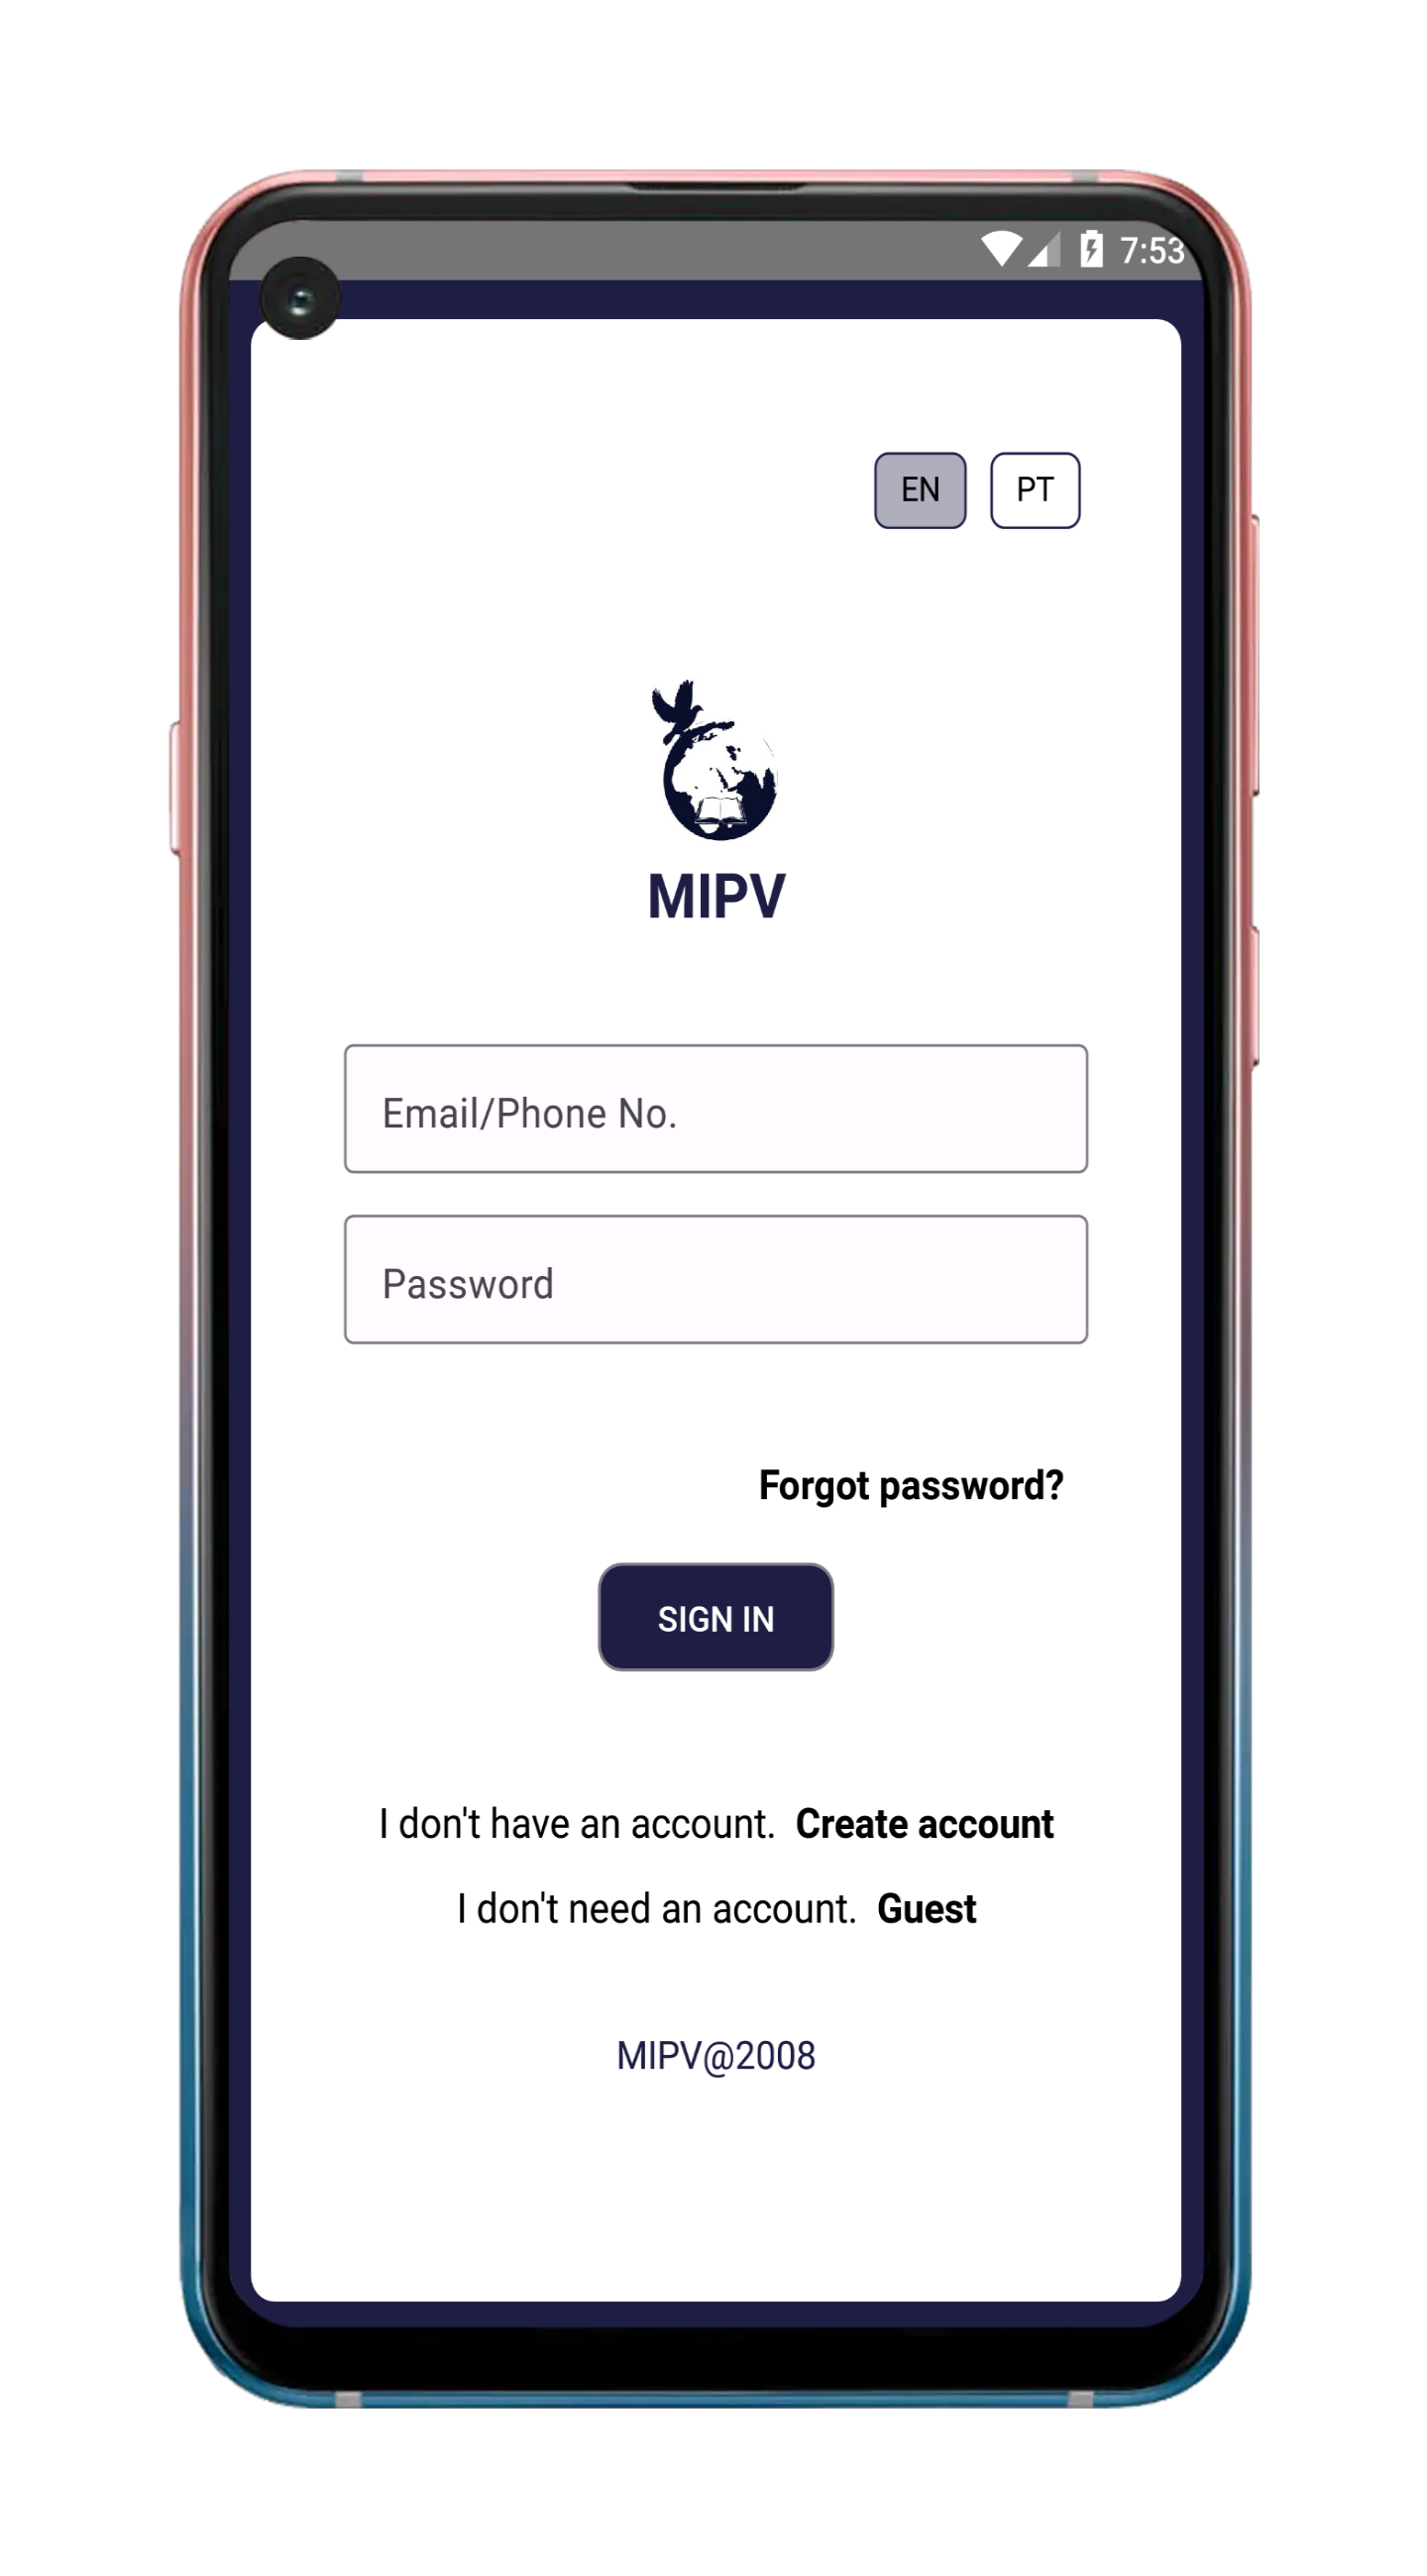 7:53
EN PT
MIPV
Email/Phone No.
Password
Forgot password?
SIGN IN
I don't have an account. Create account
I don't need an account. Guest
MIPV@2008